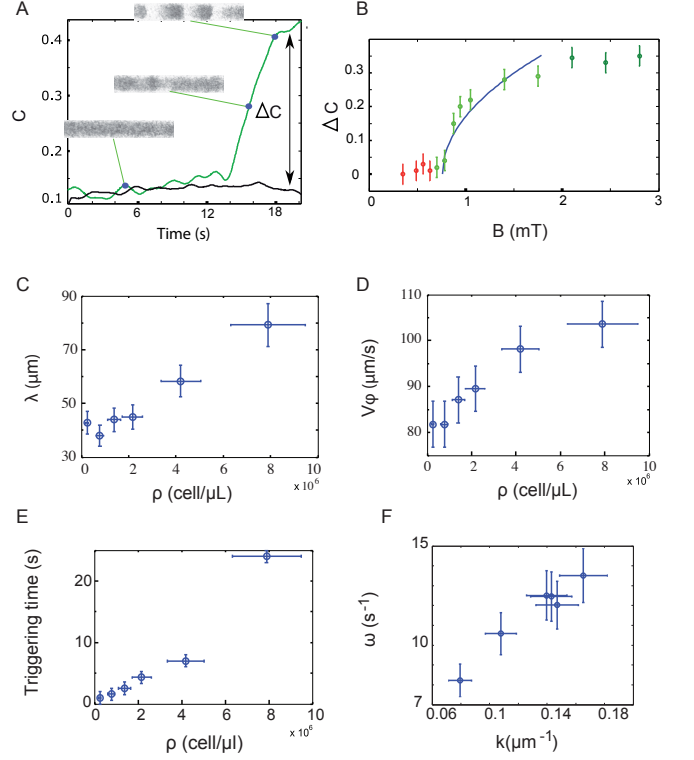 A
0.4
0.2
0.1
C
ΔC
0
6
12
18
Time (s)
B
0.3
0.2
0.1
0
Δ C
0
1
2
3
B (mT)
C
90
70
50
30
λ (μm)
0
2
4
6
8
10
x 10⁶
ρ (cell/μL)
D
110
100
90
80
Vφ (μm/s)
0
2
4
6
8
10
x 10⁶
ρ (cell/μL)
E
20
10
0
Triggering time (s)
0
2
4
6
8
10
x 10⁶
ρ (cell/μl)
F
15
13
10
7
ω (s⁻¹)
0.06
0.1
0.14
0.18
k(μm⁻¹)